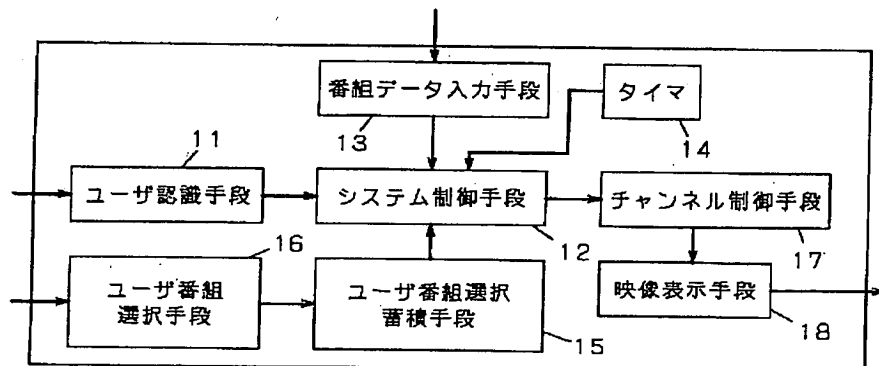 番組データ入力手段
タイマ
13
14
11
ユーザ認識手段
システム制御手段
チャンネル制御手段
16
12
17
ユーザ番組
選択手段
ユーザ番組選択
蓄積手段
映像表示手段
15
18